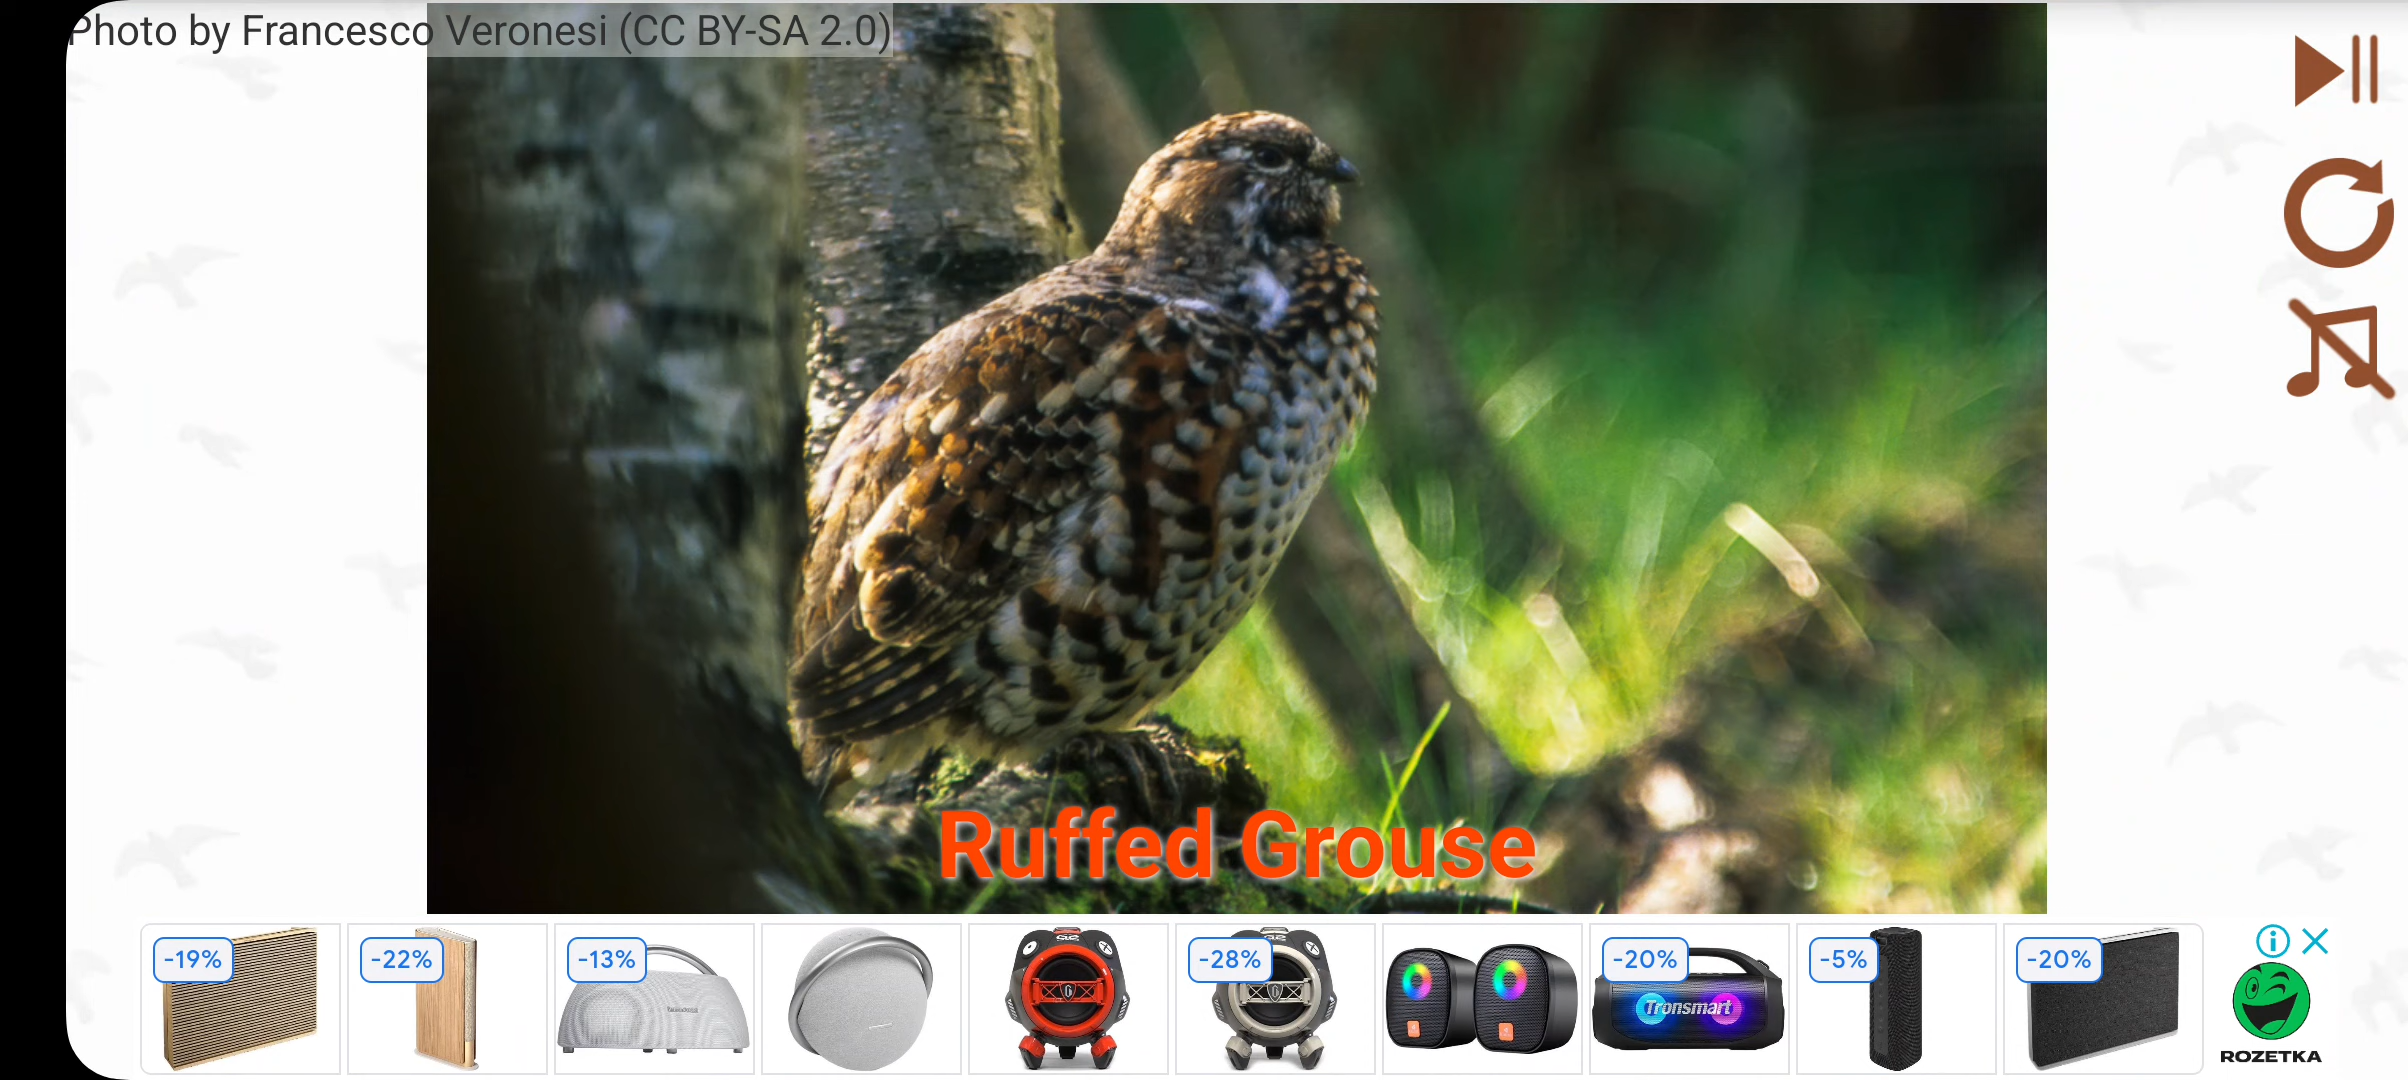 Photo by Francesco Veronesi (CC BY-SA 2.0)
Ruffed Grouse
-19%
-22%
-13%
-28%
-20%
Tronsmart
-5%
-20%
ROZETKA